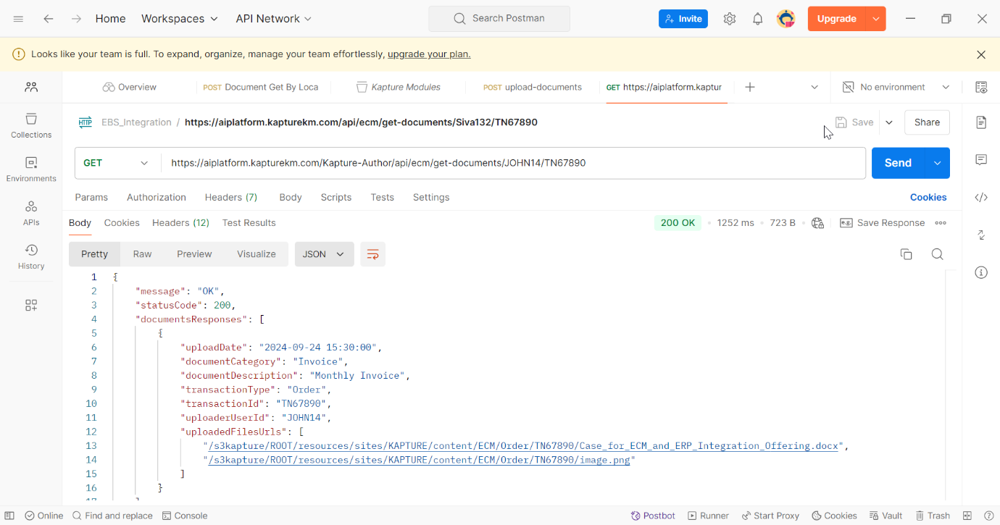 Home Workspaces API Network Search Postman Invite Upgrade
Looks like your team is full. To expand, organize, manage your team effortlessly, upgrade your plan.
Overview POST Document Get By Loca Kapture Modules POST upload-documents GET https://aiplatform.kaptur No environment
Collections
Environments
APIs
History
EBS_Integration / https://aiplatform.kapturekm.com/api/ecm/get-documents/Siva132/TN67890 Save Share
GET https://aiplatform.kapturekm.com/Kapture-Author/api/ecm/get-documents/JOHN14/TN67890 Send
Params Authorization Headers (7) Body Scripts Tests Settings Cookies
Body Cookies Headers (12) Test Results 200 OK • 1252 ms • 723 B • e.g. Save Response
Pretty Raw Preview Visualize JSON
1 {
2 "message": "OK",
3 "statusCode": 200,
4 "documentsResponses": [
5 {
6 "uploadDate": "2024-09-24 15:30:00",
7 "documentCategory": "Invoice",
8 "documentDescription": "Monthly Invoice",
9 "transactionType": "Order",
10 "transactionId": "TN67890",
11 "uploaderUserId": "JOHN14",
12 "uploadedFilesUrls": [
13 "/s3kapture/ROOT/resources/sites/KAPTURE/content/ECM/Order/TN67890/Case_for_ECM_and_ERP_Integration_Offering.docx",
14 "/s3kapture/ROOT/resources/sites/KAPTURE/content/ECM/Order/TN67890/image.png"
15 ]
16 }
17 ]
Online Find and replace Console Postbot Runner Start Proxy Cookies Vault Trash